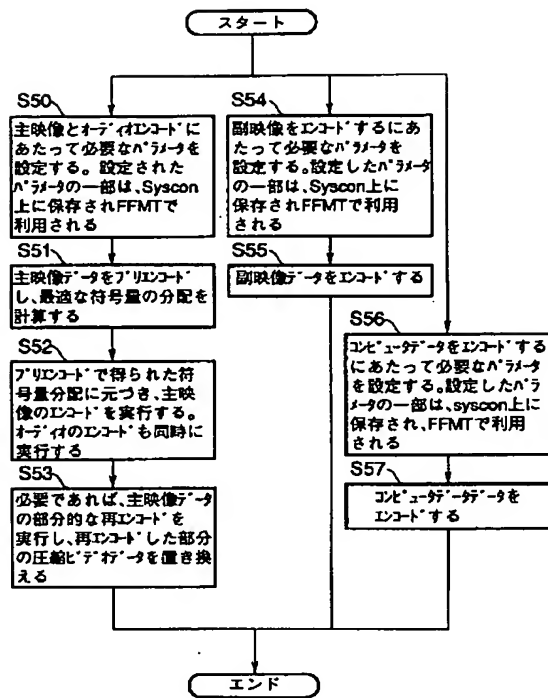 スタート
S50
主映像とオーディオエンコードに
あたって必要なパラメータを
設定する。設定された
パラメータの一部は、Syscon
上に保存されFFMTで
利用される
S51
主映像データをプリエンコード
し、最適な符号量の分配を
計算する
S52
プリエンコードで得られた符
号量分配に元づき、主映
像のエンコードを実行する。
オーディオのエンコードも同時に
実行する
S53
必要であれば、主映像データ
の部分的な再エンコードを
実行し、再エンコードした部分
の圧縮ビデオデータを置き換
える
S54
副映像をエンコードするにあ
たって必要なパラメータを
設定する。設定したパラメータ
の一部は、Syscon上に
保存されFFMTで利用
される
S55
副映像データをエンコードする
S56
コンピュータデータをエンコードする
にあたって必要なパラメータ
を設定する。設定したパラ
メータの一部は、syscon上に
保存され、FFMTで利用
される
S57
コンピュータデータデータを
エンコードする
エンド